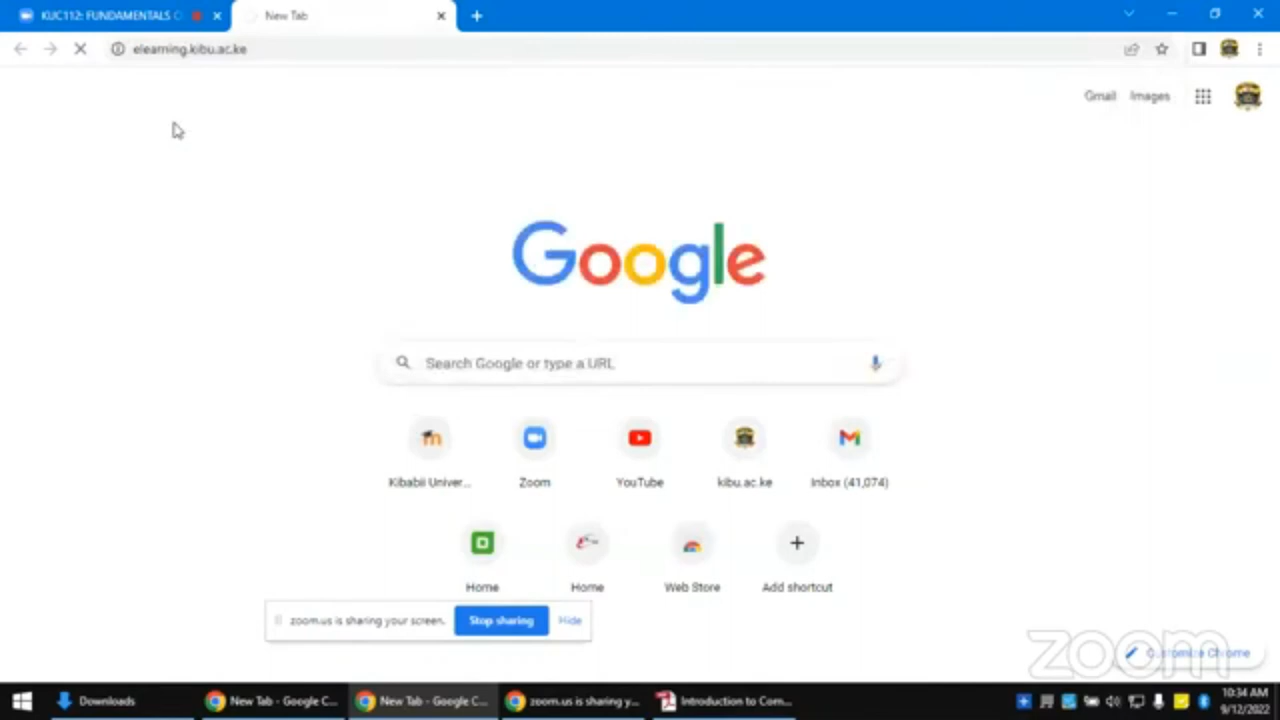 KUC112: FUNDAMENTALS O
New Tab
elearning.kibu.ac.ke
Gmail Images
Google
Search Google or type a URL
Kibabii Univer...
Zoom
YouTube
kibu.ac.ke
Inbox (41,074)
Home
Home
Web Store
Add shortcut
zoom.us is sharing your screen.
Stop sharing
Hide
zoom
Customize Chrome
Downloads
New Tab - Google C...
New Tab - Google C...
zoom.us is sharing y...
Introduction to Com...
10:34 AM
9/12/2022